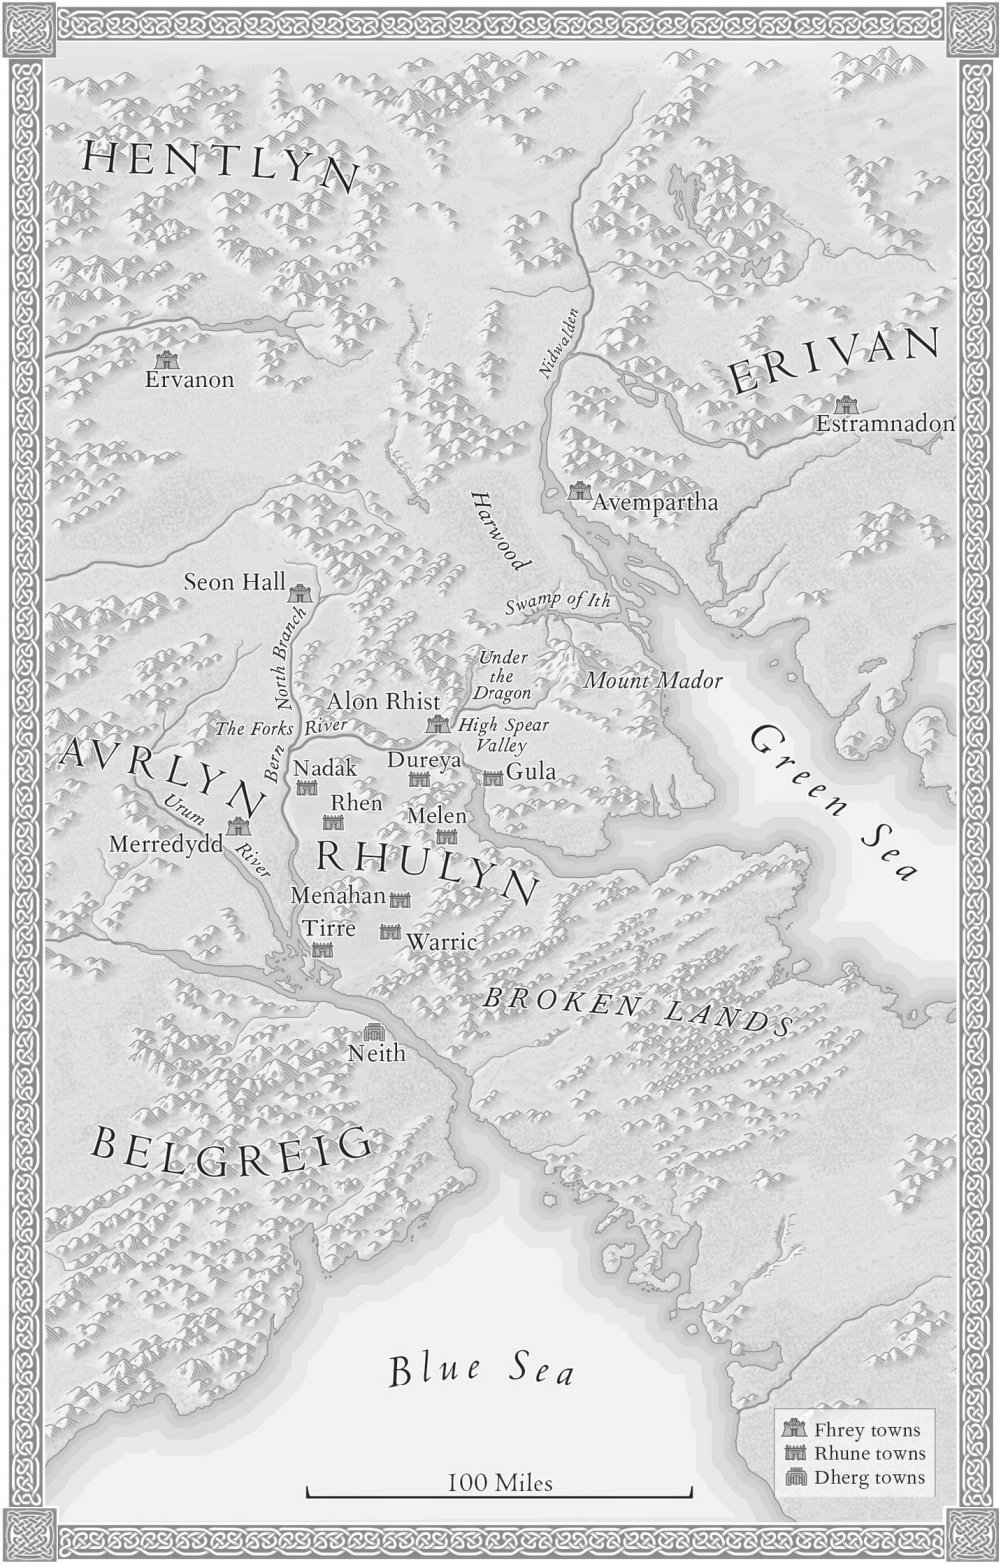 HENTLYN
Nidwalden
ERIVAN
Ervanon
Estramnadon
Avempartha
Harwood
Seon Hall
Swamp of Ith
North Branch
Under
the
Dragon
Mount Mador
Alon Rhist
The Forks
Bern River
High Spear
Valley
Green Sea
AVRLYN
Nadak
Dureya
Gula
Rhen
Melen
Urum River
Merredydd
RHULYN
Menahan
Tirre
Warric
BROKEN LANDS
Neith
BELGREIG
Blue Sea
100 Miles
Fhrey towns
Rhune towns
Dherg towns